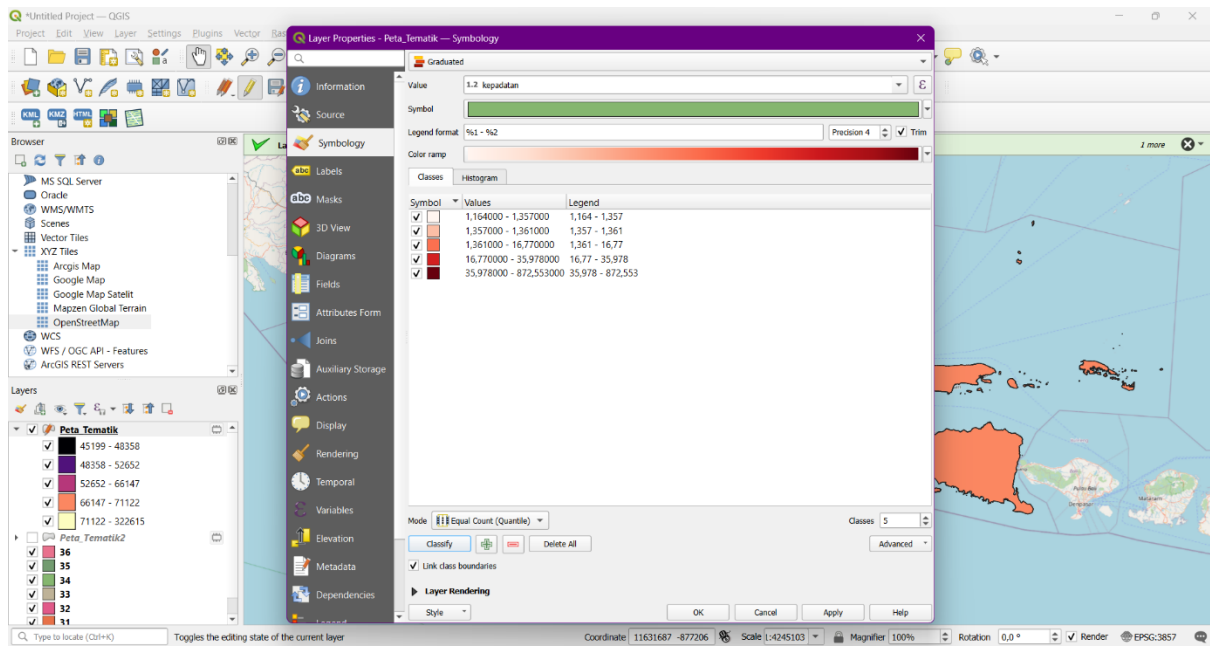 *Untitled Project — QGIS
Project Edit View Layer Settings Plugins Vector Ras
Layer Properties - Peta_Tematik — Symbology
Graduated
Information
Source
Symbology
Labels
Masks
3D View
Diagrams
Fields
Attributes Form
Joins
Auxiliary Storage
Actions
Display
Rendering
Temporal
Variables
Elevation
Metadata
Dependencies
Legend
Value 1.2 kepadatan
Symbol
Legend format %1 - %2 Precision 4 Trim
Color ramp
Classes Histogram
Symbol Values Legend
1,164000 - 1,357000 1,164 - 1,357
1,357000 - 1,361000 1,357 - 1,361
1,361000 - 16,770000 1,361 - 16,77
16,770000 - 35,978000 16,77 - 35,978
35,978000 - 872,553000 35,978 - 872,553
Mode Equal Count (Quantile) Classes 5
Classify Delete All Advanced
Link class boundaries
Layer Rendering
Style OK Cancel Apply Help
KML KMZ HTML
Browser
MS SQL Server
Oracle
WMS/WMTS
Scenes
Vector Tiles
XYZ Tiles
Arcgis Map
Google Map
Google Map Satelit
Mapzen Global Terrain
OpenStreetMap
WCS
WFS / OGC API - Features
ArcGIS REST Servers
Layers
Peta_Tematik
45199 - 48358
48358 - 52652
52652 - 66147
66147 - 71122
71122 - 322615
Peta_Tematik2
36
35
34
33
32
31
La
1 more
Denpasar
Mataram
Type to locate (Ctrl+K) Toggles the editing state of the current layer Coordinate 11631687 -877206 Scale 1:4245103 Magnifier 100% Rotation 0,0 ° Render EPSG:3857